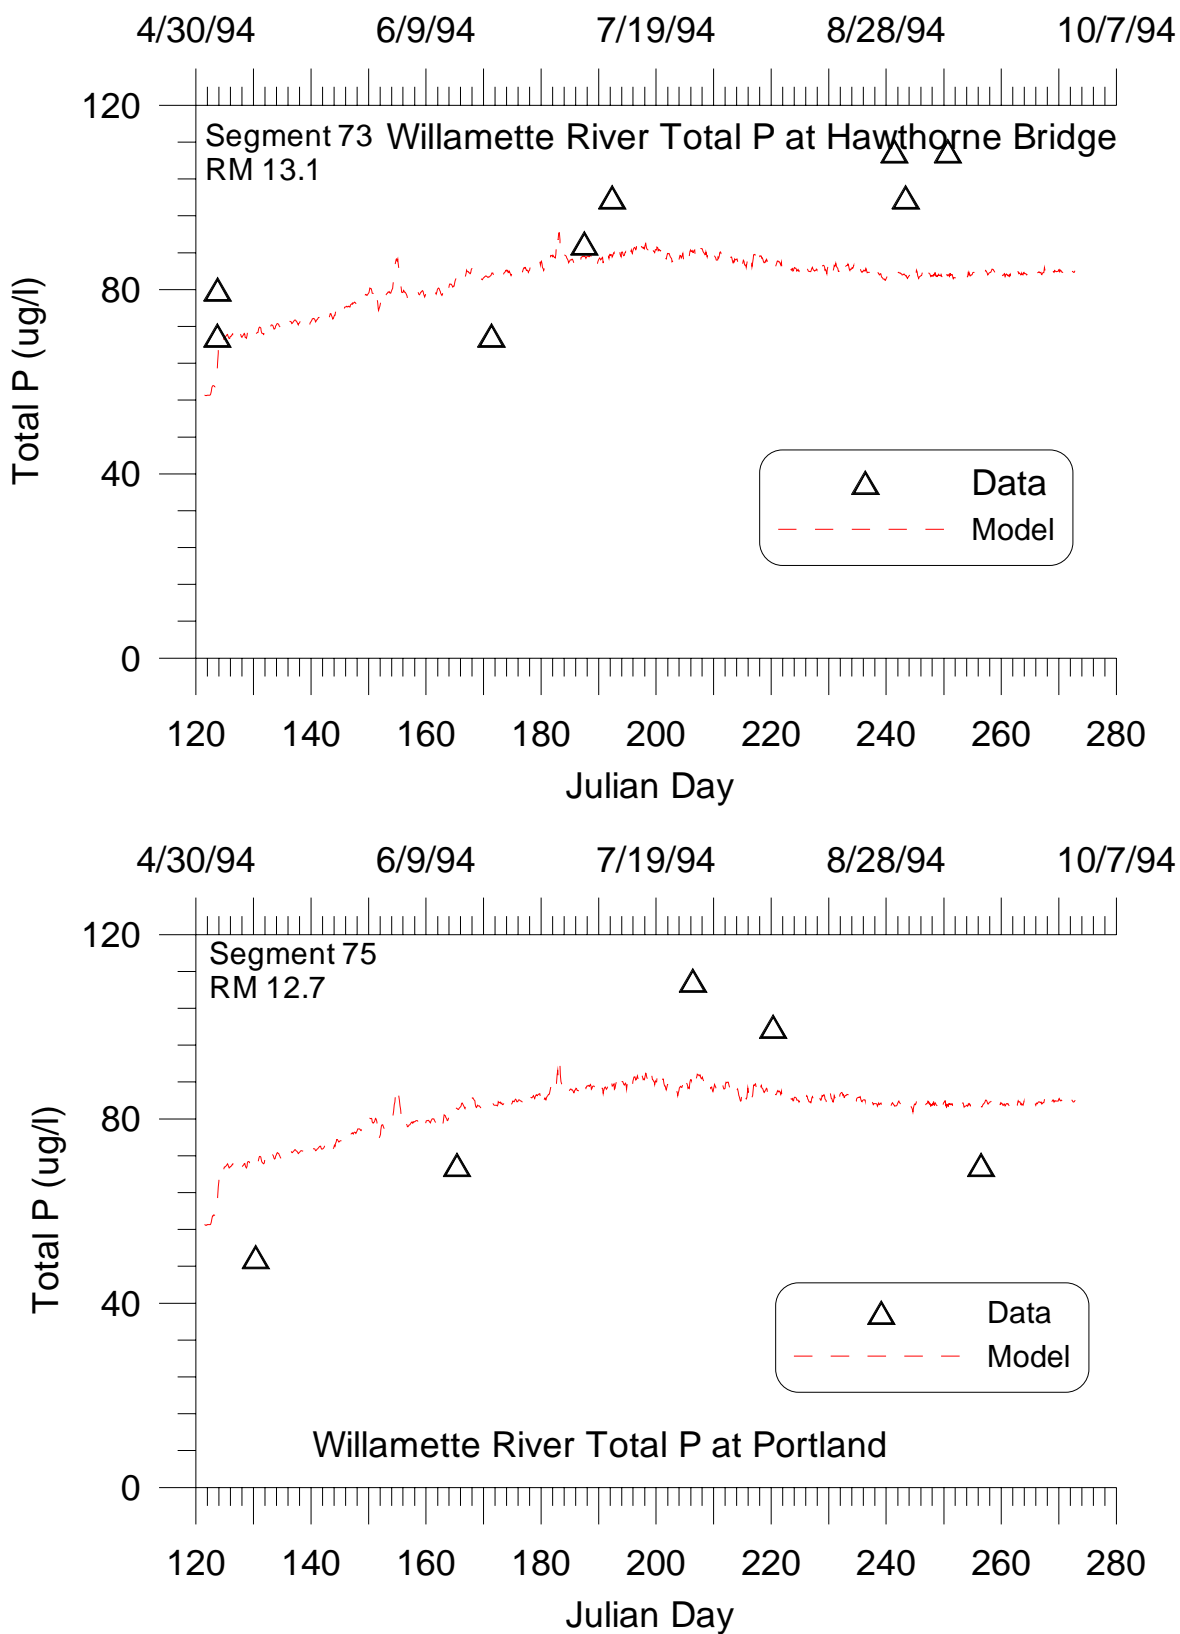 4/30/94 6/9/94 7/19/94 8/28/94 10/7/94
120
Segment 73 Willamette River Total P at Hawthorne Bridge
RM 13.1
80
Total P (ug/l)
40
Data
Model
0
120 140 160 180 200 220 240 260 280
Julian Day
4/30/94 6/9/94 7/19/94 8/28/94 10/7/94
120
Segment 75
RM 12.7
80
Total P (ug/l)
40
Data
Model
Willamette River Total P at Portland
0
120 140 160 180 200 220 240 260 280
Julian Day